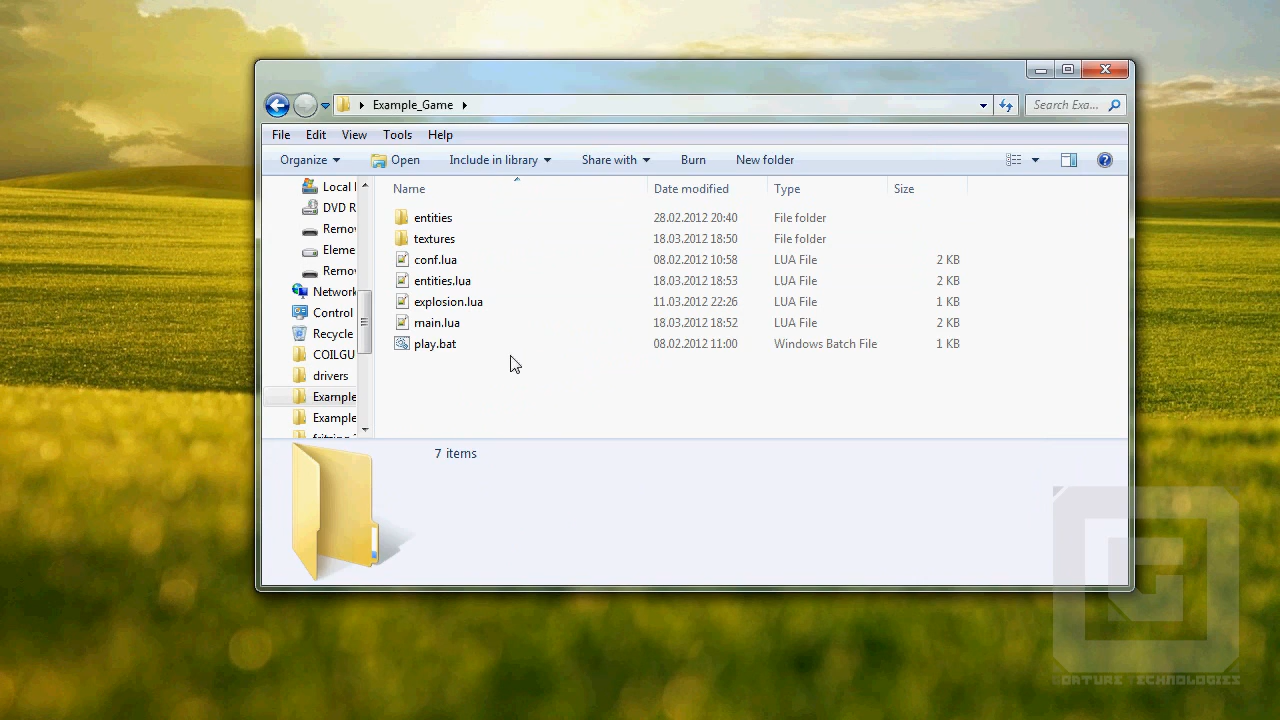 Example_Game
Search Exa...
File Edit View Tools Help
Organize Open Include in library Share with Burn New folder
Name Date modified Type Size
entities 28.02.2012 20:40 File folder
textures 18.03.2012 18:50 File folder
conf.lua 08.02.2012 10:58 LUA File 2 KB
entities.lua 18.03.2012 18:53 LUA File 2 KB
explosion.lua 11.03.2012 22:26 LUA File 1 KB
main.lua 18.03.2012 18:52 LUA File 2 KB
play.bat 08.02.2012 11:00 Windows Batch File 1 KB
Local
DVD R
Remo
Eleme
Remo
Network
Control
Recycle
COILGU
drivers
Example
Example
7 items
Technologies